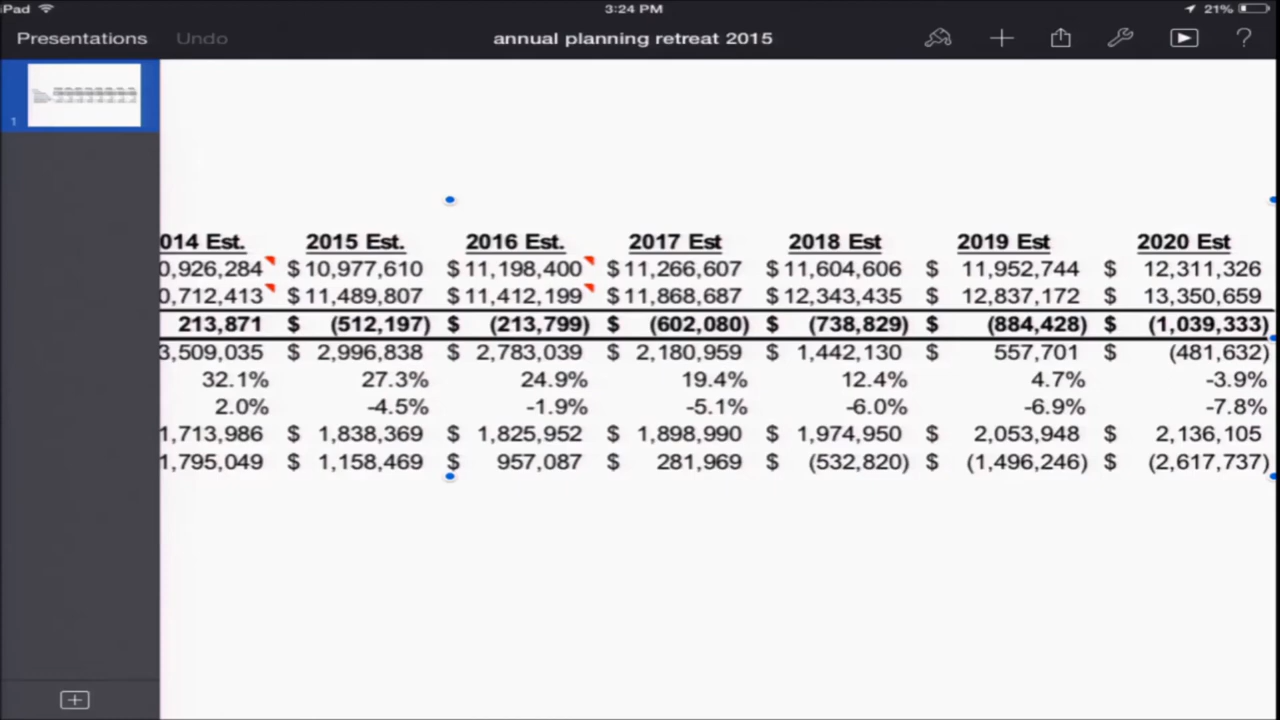 iPad 3:24 PM 21%
Presentations Undo annual planning retreat 2015 ?
1
014 Est. 2015 Est. 2016 Est. 2017 Est 2018 Est 2019 Est 2020 Est
0,926,284 $ 10,977,610 $ 11,198,400 $ 11,266,607 $ 11,604,606 $ 11,952,744 $ 12,311,326
0,712,413 $ 11,489,807 $ 11,412,199 $ 11,868,687 $ 12,343,435 $ 12,837,172 $ 13,350,659
213,871 $ (512,197) $ (213,799) $ (602,080) $ (738,829) $ (884,428) $ (1,039,333)
3,509,035 $ 2,996,838 $ 2,783,039 $ 2,180,959 $ 1,442,130 $ 557,701 $ (481,632)
32.1% 27.3% 24.9% 19.4% 12.4% 4.7% -3.9%
2.0% -4.5% -1.9% -5.1% -6.0% -6.9% -7.8%
1,713,986 $ 1,838,369 $ 1,825,952 $ 1,898,990 $ 1,974,950 $ 2,053,948 $ 2,136,105
1,795,049 $ 1,158,469 $ 957,087 $ 281,969 $ (532,820) $ (1,496,246) $ (2,617,737)